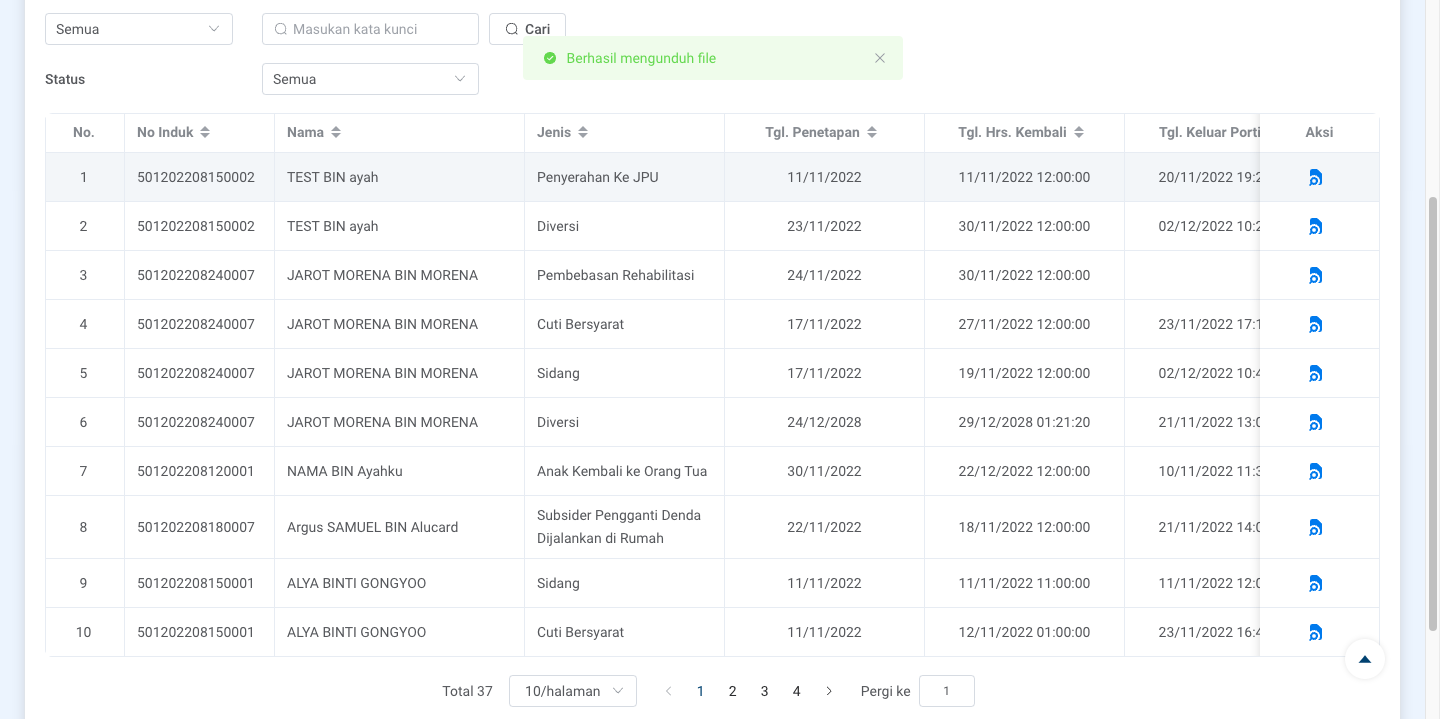 Semua
Masukan kata kunci
Cari
Berhasil mengunduh file
Status
Semua
No. No Induk Nama Jenis Tgl. Penetapan Tgl. Hrs. Kembali Tgl. Keluar Porti Aksi
1 501202208150002 TEST BIN ayah Penyerahan Ke JPU 11/11/2022 11/11/2022 12:00:00 20/11/2022 19:2
2 501202208150002 TEST BIN ayah Diversi 23/11/2022 30/11/2022 12:00:00 02/12/2022 10:2
3 501202208240007 JAROT MORENA BIN MORENA Pembebasan Rehabilitasi 24/11/2022 30/11/2022 12:00:00
4 501202208240007 JAROT MORENA BIN MORENA Cuti Bersyarat 17/11/2022 27/11/2022 12:00:00 23/11/2022 17:1
5 501202208240007 JAROT MORENA BIN MORENA Sidang 17/11/2022 19/11/2022 12:00:00 02/12/2022 10:4
6 501202208240007 JAROT MORENA BIN MORENA Diversi 24/12/2028 29/12/2028 01:21:20 21/11/2022 13:0
7 501202208120001 NAMA BIN Ayahku Anak Kembali ke Orang Tua 30/11/2022 22/12/2022 12:00:00 10/11/2022 11:3
8 501202208180007 Argus SAMUEL BIN Alucard Subsider Pengganti Denda 22/11/2022 18/11/2022 12:00:00 21/11/2022 14:0
Dijalankan di Rumah
9 501202208150001 ALYA BINTI GONGYOO Sidang 11/11/2022 11/11/2022 11:00:00 11/11/2022 12:0
10 501202208150001 ALYA BINTI GONGYOO Cuti Bersyarat 11/11/2022 12/11/2022 01:00:00 23/11/2022 16:4
Total 37 10/halaman 1 2 3 4 Pergi ke 1